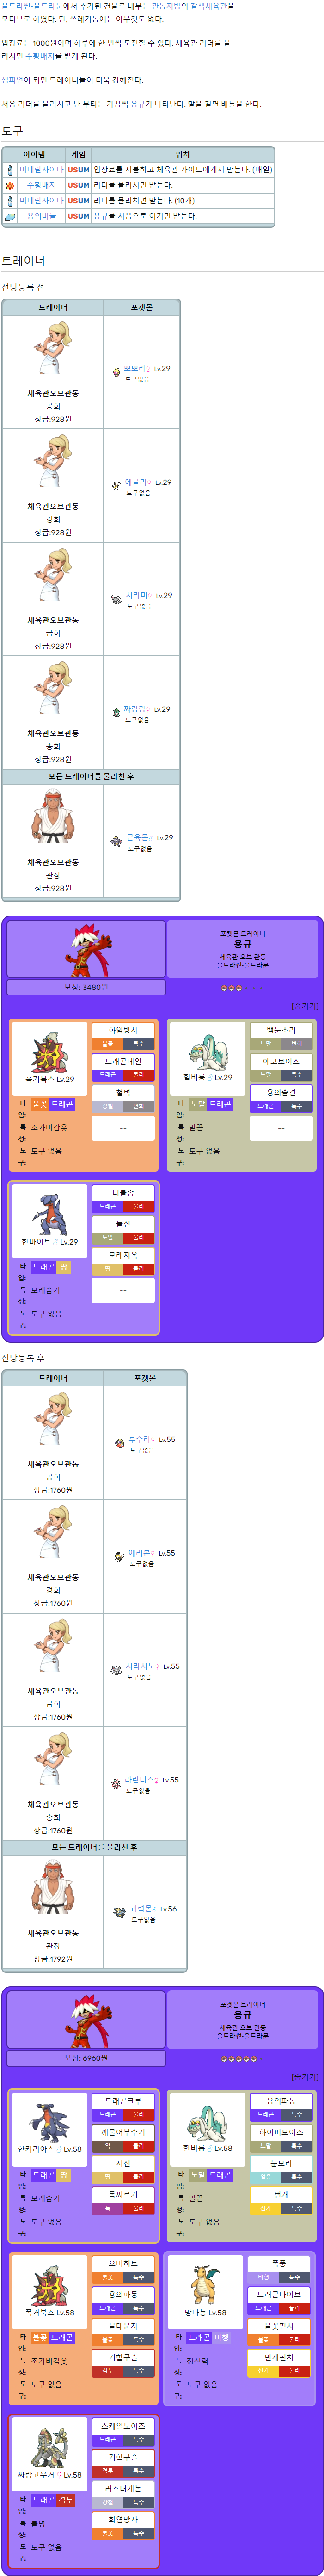 울트라썬·울트라문에서 추가된 건물로 내부는 관동지방의 갈색체육관을
모티브로 하였다. 단, 쓰레기통에는 아무것도 없다.
입장료는 1000원이며 하루에 한 번씩 도전할 수 있다. 체육관 리더를 물
리치면 주황배지를 받게 된다.
챔피언이 되면 트레이너들이 더욱 강해진다.
처음 리더를 물리치고 난 부터는 가끔씩 용규가 나타난다. 말을 걸면 배틀을 한다.
도구
아이템 게임 위치
미네랄사이다 USUM 입장료를 지불하고 체육관 가이드에게서 받는다. (매일)
주황배지 USUM 리더를 물리치면 받는다.
미네랄사이다 USUM 리더를 물리치면 받는다. (10개)
용의비늘 USUM 용규를 처음으로 이기면 받는다.
트레이너
전당등록 전
트레이너 포켓몬
뽀뽀라♀ Lv.29
도구없음
체육관오브관동
공희
상금:928원
에블리♀ Lv.29
도구없음
체육관오브관동
경희
상금:928원
치라미♀ Lv.29
도구없음
체육관오브관동
금희
상금:928원
짜랑랑♀ Lv.29
도구없음
체육관오브관동
송희
상금:928원
모든 트레이너를 물리친 후
근육몬♂ Lv.29
도구없음
체육관오브관동
관장
상금:928원
포켓몬 트레이너
용규
체육관 오브 관동
울트라썬·울트라문
보상: 3480원
[숨기기]
폭거북스 Lv.29
타입: 불꽃 드래곤
특성: 조가비갑옷
도구: 도구 없음
화염방사
불꽃 특수
드래곤테일
드래곤 물리
철벽
강철 변화
--
할비롱♂ Lv.29
타입: 노말 드래곤
특성: 발끈
도구: 도구 없음
뱀눈초리
노말 변화
에코보이스
노말 특수
용의숨결
드래곤 특수
--
한바이트♂ Lv.29
타입: 드래곤 땅
특성: 모래숨기
도구: 도구 없음
더블촙
드래곤 물리
돌진
노말 물리
모래지옥
땅 물리
--
전당등록 후
트레이너 포켓몬
루주라♀ Lv.55
도구없음
체육관오브관동
공희
상금:1760원
에리본♀ Lv.55
도구없음
체육관오브관동
경희
상금:1760원
치라치노♀ Lv.55
도구없음
체육관오브관동
금희
상금:1760원
라란티스♀ Lv.55
도구없음
체육관오브관동
송희
상금:1760원
모든 트레이너를 물리친 후
괴력몬♂ Lv.56
도구없음
체육관오브관동
관장
상금:1792원
포켓몬 트레이너
용규
체육관 오브 관동
울트라썬·울트라문
보상: 6960원
[숨기기]
한카리아스♂ Lv.58
타입: 드래곤 땅
특성: 모래숨기
도구: 도구 없음
드래곤크루
드래곤 물리
깨물어부수기
악 물리
지진
땅 물리
독찌르기
독 물리
할비롱♂ Lv.58
타입: 노말 드래곤
특성: 발끈
도구: 도구 없음
용의파동
드래곤 특수
하이퍼보이스
노말 특수
눈보라
얼음 특수
번개
전기 특수
폭거북스 Lv.58
타입: 불꽃 드래곤
특성: 조가비갑옷
도구: 도구 없음
오버히트
불꽃 특수
용의파동
드래곤 특수
불대문자
불꽃 특수
기합구슬
격투 특수
망나뇽 Lv.58
타입: 드래곤 비행
특성: 정신력
도구: 도구 없음
폭풍
비행 특수
드래곤다이브
드래곤 물리
불꽃펀치
불꽃 물리
번개펀치
전기 물리
짜랑고우거♀ Lv.58
타입: 드래곤 격투
특성: 불명
도구: 도구 없음
스케일노이즈
드래곤 특수
기합구슬
격투 특수
러스터캐논
강철 특수
화염방사
불꽃 특수